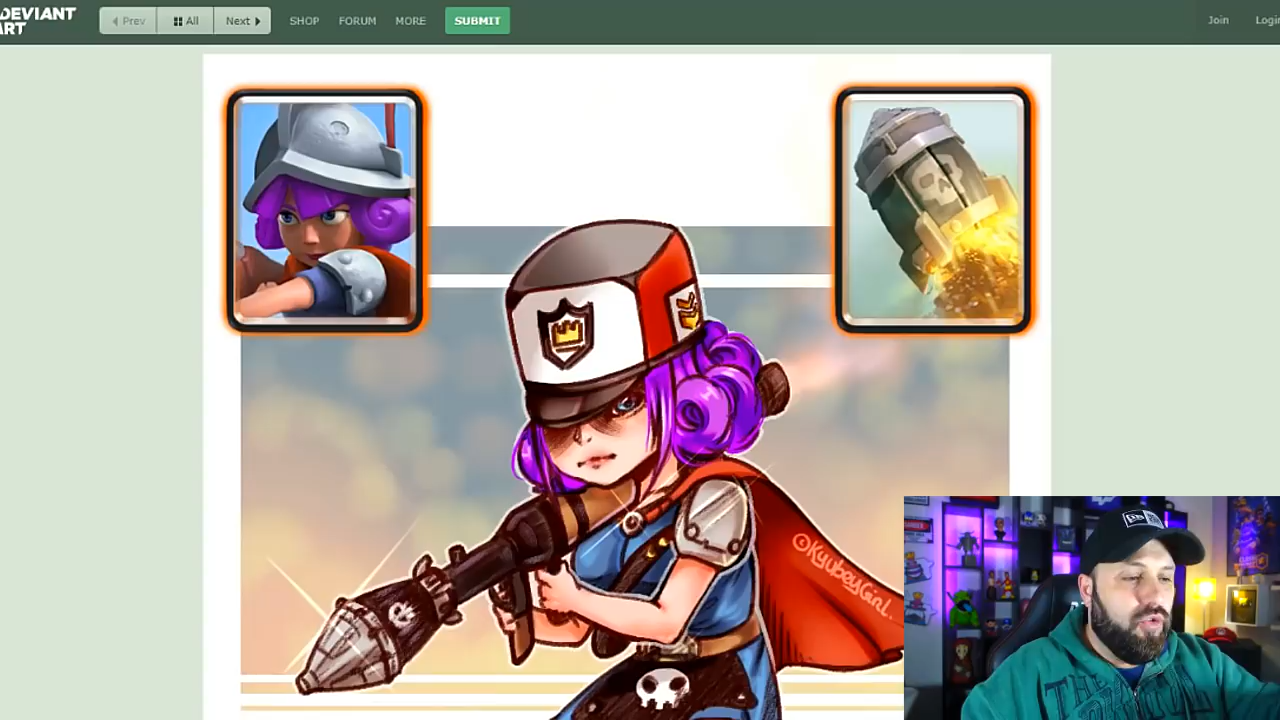 DEVIANT
ART
Prev
All
Next
SHOP
FORUM
MORE
SUBMIT
Join
Login
©KyubeyGirl.